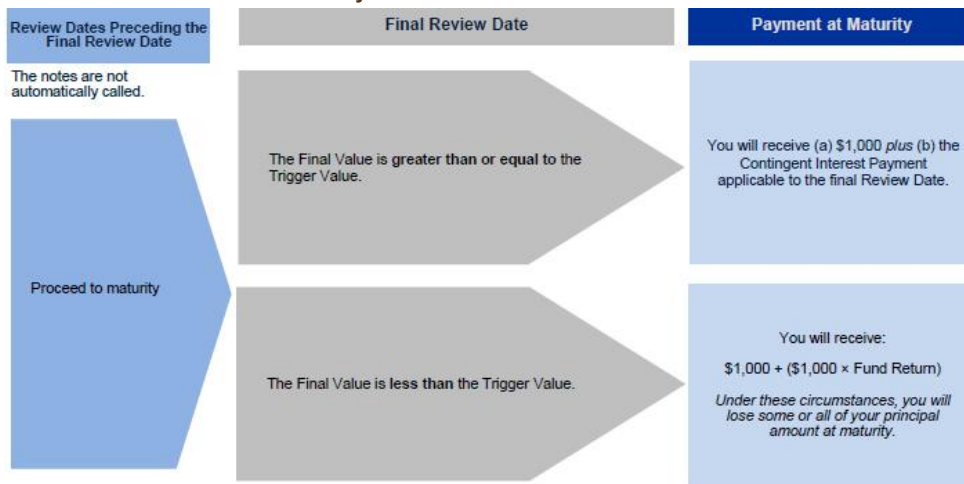 Review Dates Preceding the
Final Review Date
Final Review Date
Payment at Maturity
The notes are not
automatically called.
Proceed to maturity
The Final Value is greater than or equal to the
Trigger Value.
You will receive (a) $1,000 plus (b) the
Contingent Interest Payment
applicable to the final Review Date.
The Final Value is less than the Trigger Value.
You will receive:
$1,000 + ($1,000 × Fund Return)
Under these circumstances, you will
lose some or all of your principal
amount at maturity.